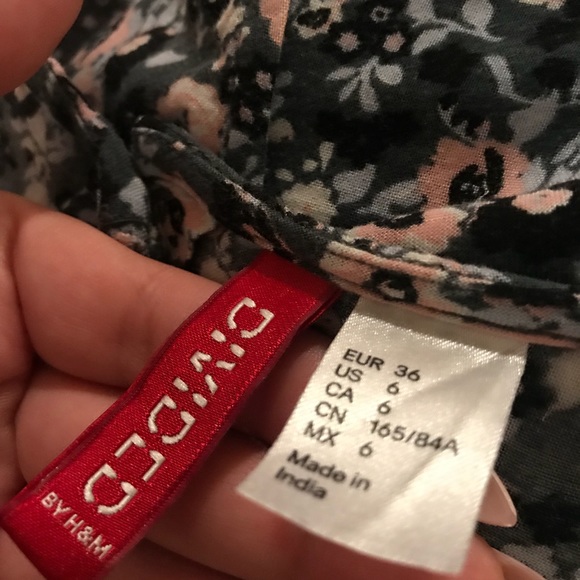 DIVIDED
BY H&M
EUR 36
US 6
CA 6
CN 165/84A
MX 6
Made in
India